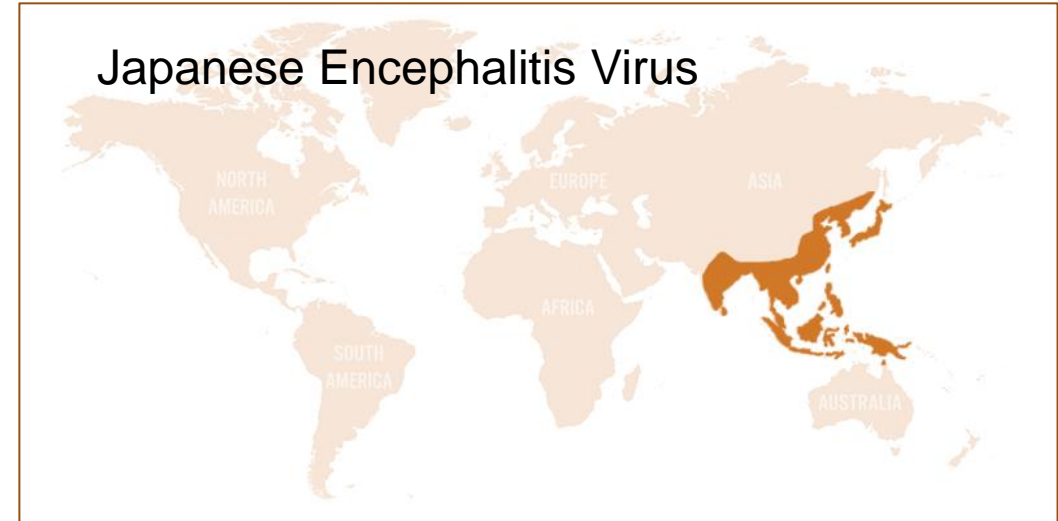 Japanese Encephalitis Virus
NORTH
AMERICA
EUROPE
ASIA
AFRICA
SOUTH
AMERICA
AUSTRALIA